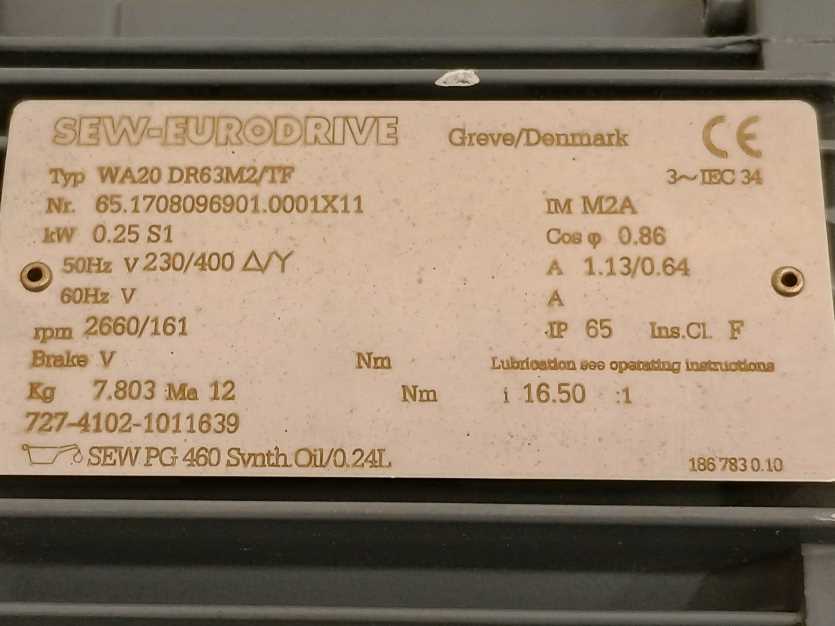 SEW-EURODRIVE Greve/Denmark CE
Typ WA20 DR63M2/TF 3~IEC 34
Nr. 65.1708096901.0001X11 IM M2A
kW 0.25 S1 Cos φ 0.86
50Hz V 230/400 Δ/Y A 1.13/0.64
60Hz V A
rpm 2660/161 IP 65 Ins.Cl. F
Brake V Nm Lubrication see operating instructions
Kg 7.803 Ma 12 Nm i 16.50 :1
727-4102-1011639
SEW PG 460 Synth.Oil/0.24L 186 783 0.10